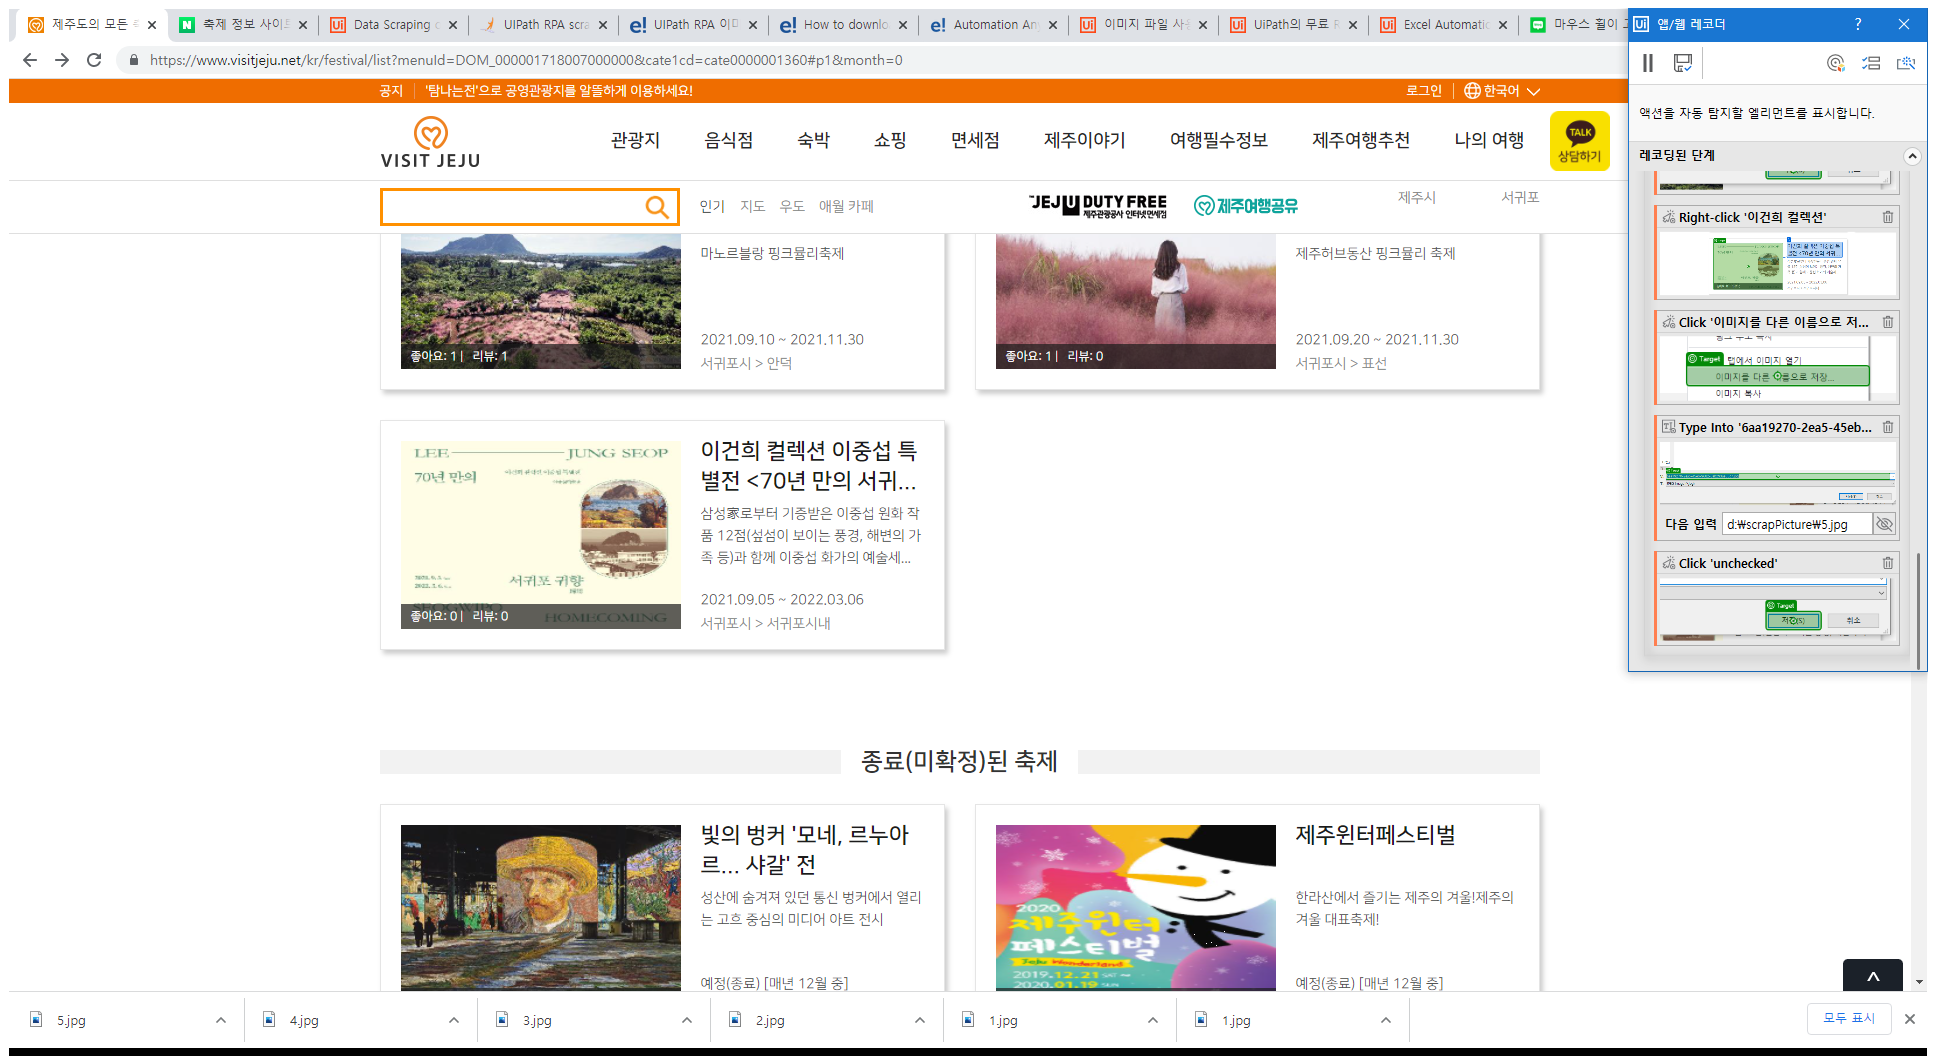 제주도의 모든 축
축제 정보 사이트
Data Scraping
UIPath RPA scra
UIPath RPA 이미
How to downlo
Automation An
이미지 파일 사용
UiPath의 무료 R
Excel Automatic
마우스 휠이
https://www.visitjeju.net/kr/festival/list?menuId=DOM_000001718007000000&cate1cd=cate0000001360#p1&month=0
공지 '탐나는전'으로 공영관광지를 알뜰하게 이용하세요!
로그인 한국어
VISIT JEJU
관광지 음식점 숙박 쇼핑 면세점 제주이야기 여행필수정보 제주여행추천 나의 여행
TALK
상담하기
인기 지도 우도 애월 카페
THE JEJU DUTY FREE
제주관광공사 인터넷면세점
제주여행공유
제주시 서귀포
마노르블랑 핑크뮬리축제
2021.09.10 ~ 2021.11.30
서귀포시 > 안덕
좋아요: 1 | 리뷰: 1
제주허브동산 핑크뮬리 축제
2021.09.20 ~ 2021.11.30
서귀포시 > 표선
좋아요: 1 | 리뷰: 0
LEE JUNG SEOP
70년 만의
서귀포 귀향
SEOGWIPO
HOMECOMING
좋아요: 0 | 리뷰: 0
이건희 컬렉션 이중섭 특
별전 <70년 만의 서귀...
삼성家로부터 기증받은 이중섭 원화 작
품 12점(섶섬이 보이는 풍경, 해변의 가
족 등)과 함께 이중섭 화가의 예술세...
2021.09.05 ~ 2022.03.06
서귀포시 > 서귀포시내
종료(미확정)된 축제
빛의 벙커 '모네, 르누아
르... 샤갈' 전
성산에 숨겨져 있던 통신 벙커에서 열리
는 고흐 중심의 미디어 아트 전시
예정(종료) [매년 12월 중]
2020
제주윈터
페스티벌
Jeju Wonderland
2019.12.21
2020.01.19
제주윈터페스티벌
한라산에서 즐기는 제주의 겨울!제주의
겨울 대표축제!
예정(종료) [매년 12월 중]
Ui 앱/웹 레코더 ?
액션을 자동 탐지할 엘리먼트를 표시합니다.
레코딩된 단계
Right-click '이건희 컬렉션'
Click '이미지를 다른 이름으로 저...
Target 탭에서 이미지 열기
이미지를 다른 이름으로 저장...
이미지 복사
Type Into '6aa19270-2ea5-45eb...
다음 입력 d:₩scrapPicture₩5.jpg
Click 'unchecked'
Target
저장(S) 취소
5.jpg 4.jpg 3.jpg 2.jpg 1.jpg 1.jpg 모두 표시